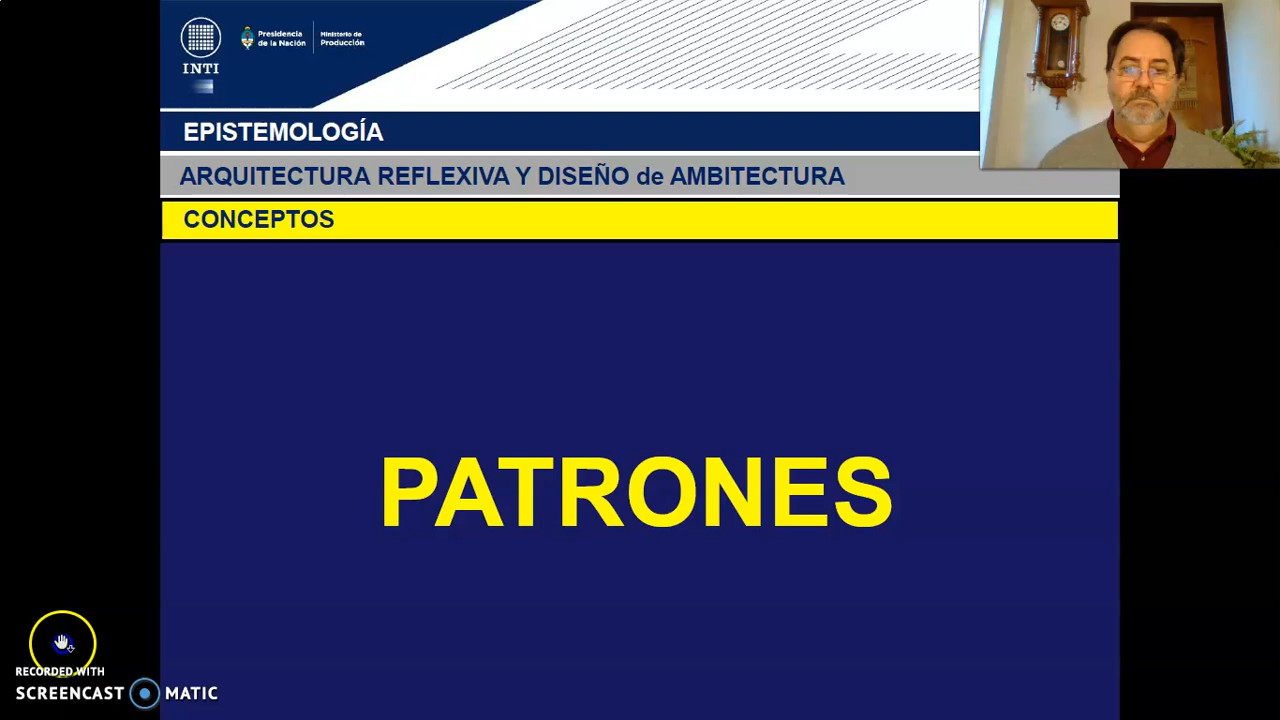 INTI
Presidencia
de la Nación
Ministerio de
Producción
EPISTEMOLOGÍA
ARQUITECTURA REFLEXIVA Y DISEÑO de AMBITECTURA
CONCEPTOS
PATRONES
RECORDED WITH
SCREENCAST MATIC